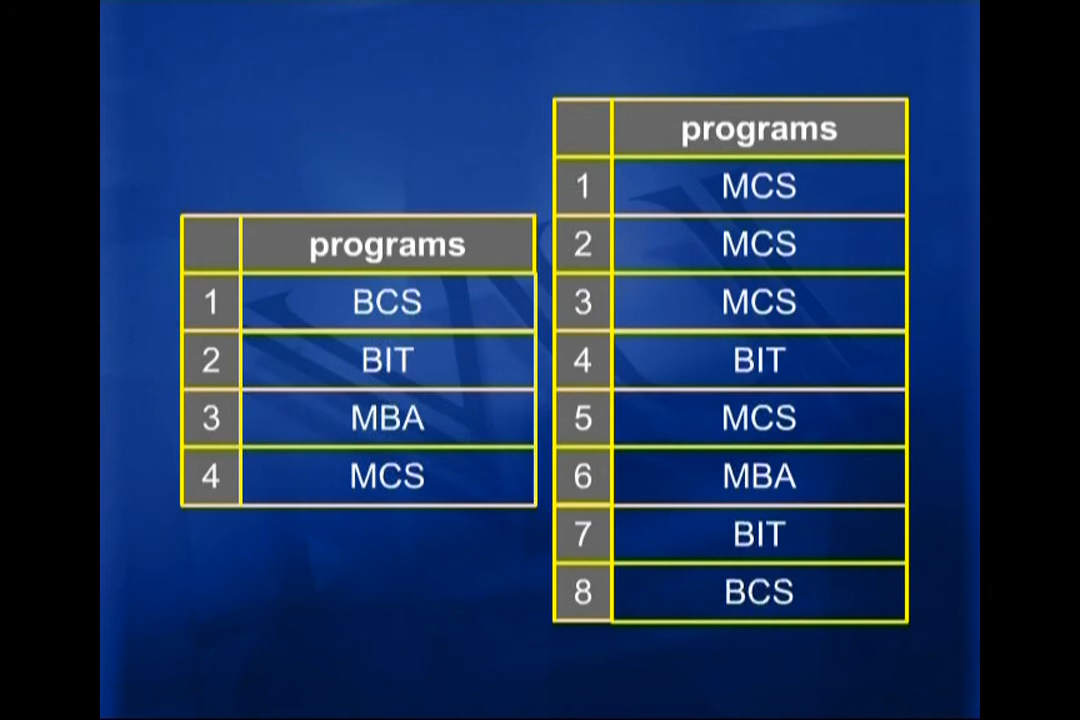 programs
1 BCS
2 BIT
3 MBA
4 MCS
programs
1 MCS
2 MCS
3 MCS
4 BIT
5 MCS
6 MBA
7 BIT
8 BCS